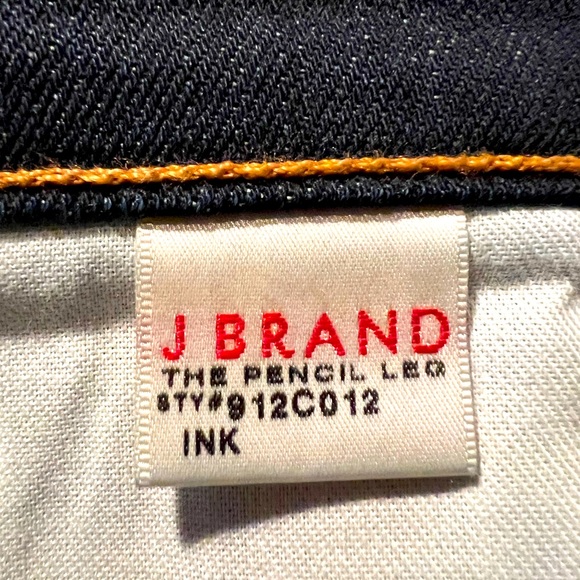 J BRAND
THE PENCIL LEG
STY#912C012
INK